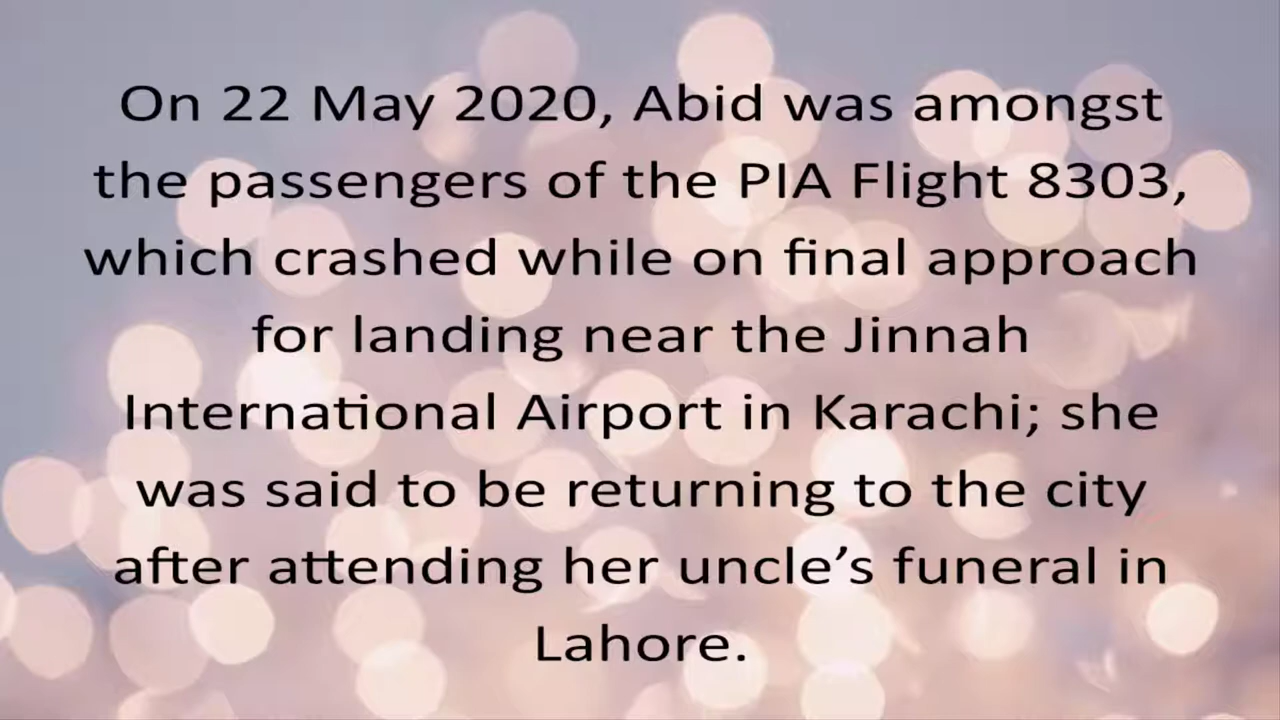 On 22 May 2020, Abid was amongst
the passengers of the PIA Flight 8303,
which crashed while on final approach
for landing near the Jinnah
International Airport in Karachi; she
was said to be returning to the city
after attending her uncle’s funeral in
Lahore.